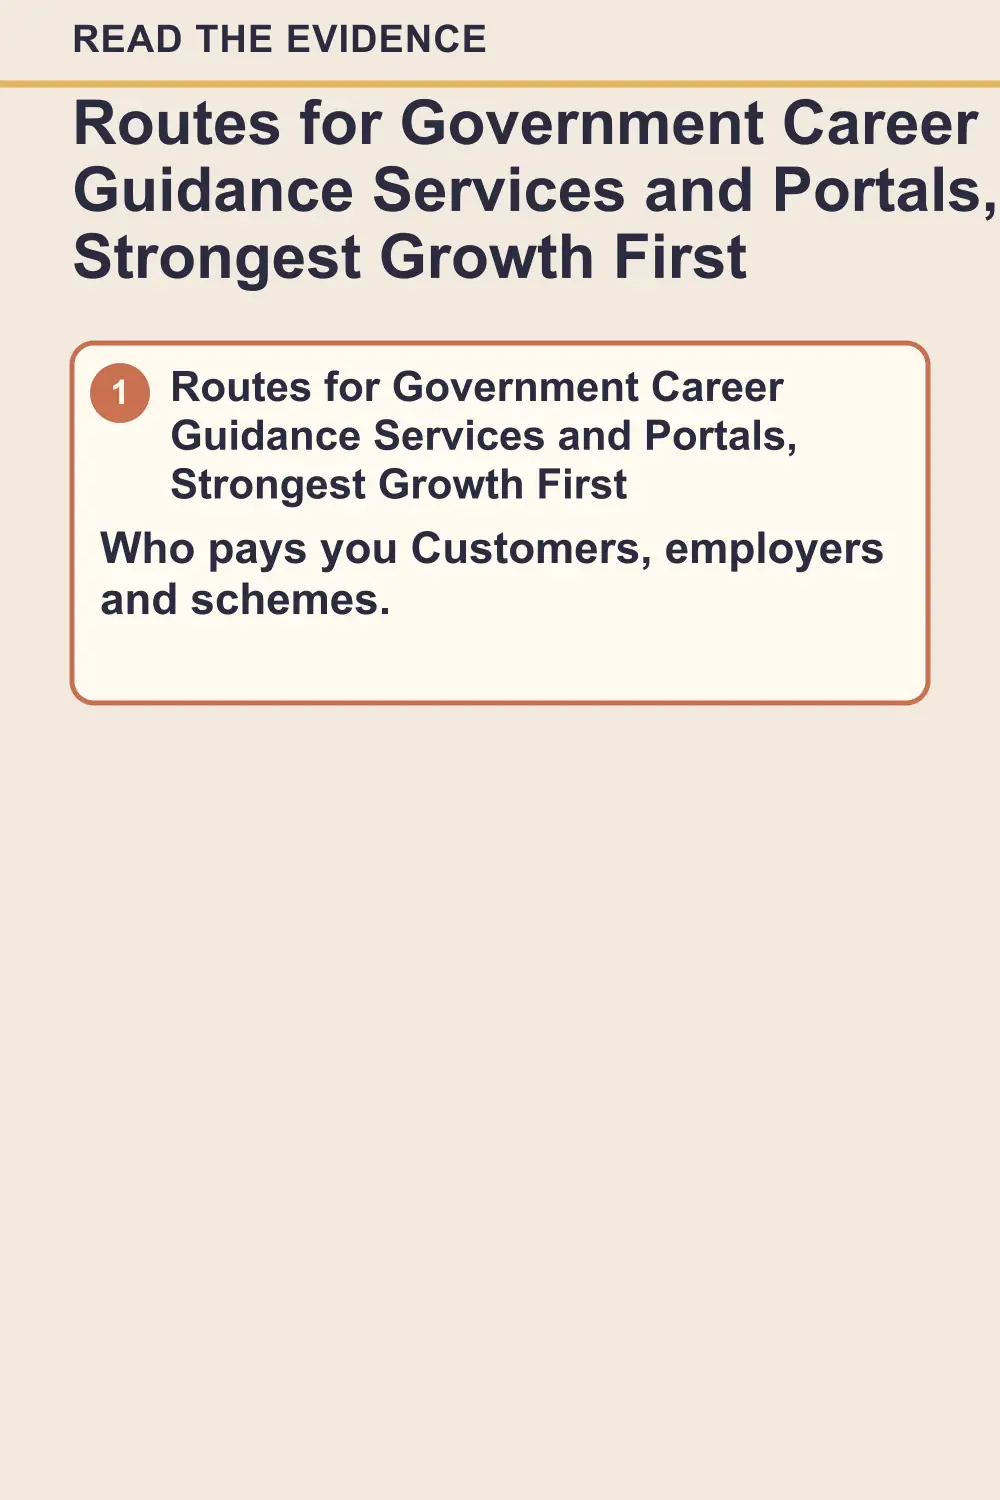 READ THE EVIDENCE
Routes for Government Career
Guidance Services and Portals,
Strongest Growth First
1
Routes for Government Career
Guidance Services and Portals,
Strongest Growth First
Who pays you Customers, employers
and schemes.